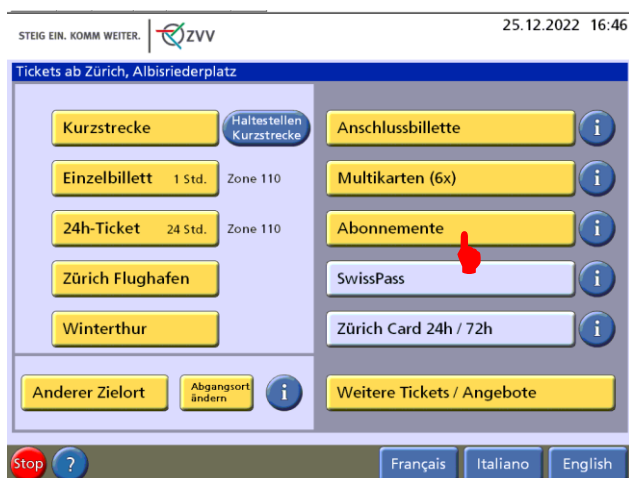 STEIG EIN. KOMM WEITER.
ZVV
25.12.2022 16:46
Tickets ab Zürich, Albisriederplatz
Kurzstrecke
Haltestellen
Kurzstrecke
Anschlussbillette
i
Einzelbillett 1 Std.
Zone 110
Multikarten (6x)
i
24h-Ticket 24 Std.
Zone 110
Abonnemente
i
Zürich Flughafen
SwissPass
i
Winterthur
Zürich Card 24h / 72h
i
Anderer Zielort
Abgangsort
ändern
i
Weitere Tickets / Angebote
Stop
?
Français
Italiano
English